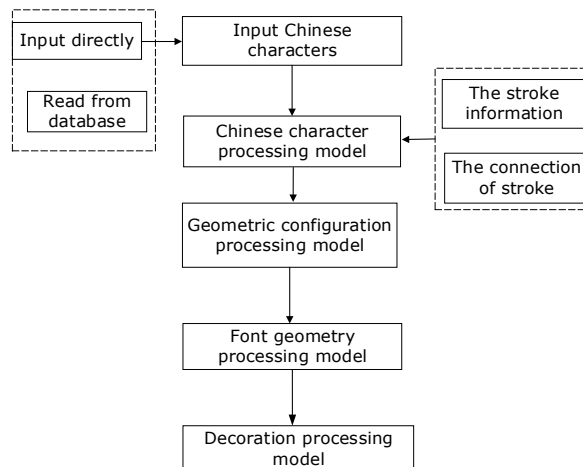 Input directly
Read from
database
Input Chinese
characters
The stroke
information
The connection
of stroke
Chinese character
processing model
Geometric configuration
processing model
Font geometry
processing model
Decoration processing
model